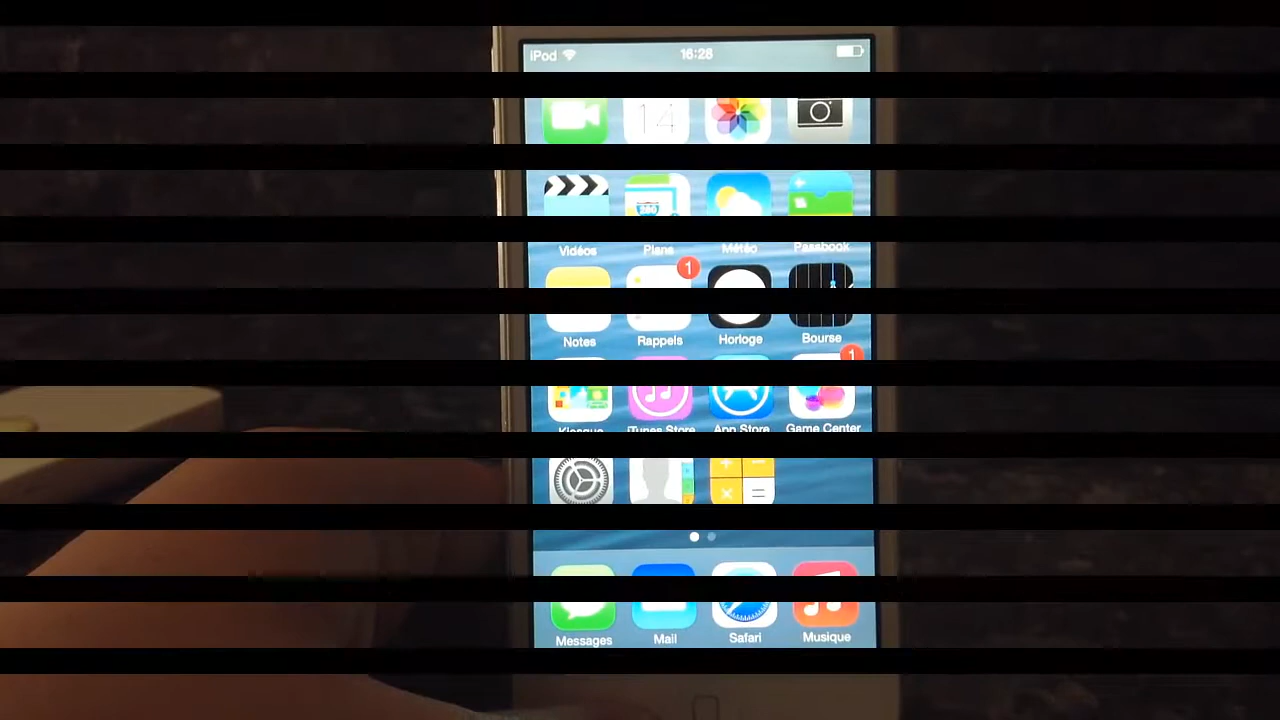 iPod 16:28
14
Vidéos Plans Météo Passbook
280
1
Notes Rappels Horloge Bourse
1
Kiosque iTunes Store App Store Game Center
Messages Mail Safari Musique